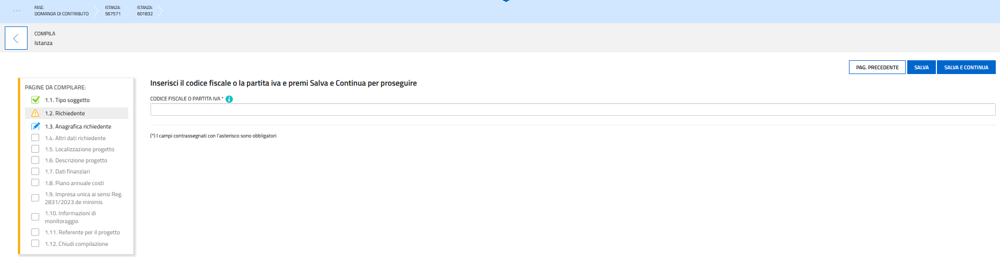 FASE:
DOMANDA DI CONTRIBUTO
ISTANZA:
567571
ISTANZA:
601832
COMPILA
Istanza
PAG. PRECEDENTE
SALVA
SALVA E CONTINUA
PAGINE DA COMPILARE:
1.1. Tipo soggetto
1.2. Richiedente
1.3. Anagrafica richiedente
1.4. Altri dati richiedente
1.5. Localizzazione progetto
1.6. Descrizione progetto
1.7. Dati finanziari
1.8. Piano annuale costi
1.9. Impresa unica ai sensi Reg.
2831/2023 de minimis
1.10. Informazioni di
monitoraggio
1.11. Referente per il progetto
1.12. Chiudi compilazione
Inserisci il codice fiscale o la partita iva e premi Salva e Continua per proseguire
CODICE FISCALE O PARTITA IVA *
(*) I campi contrassegnati con l'asterisco sono obbligatori